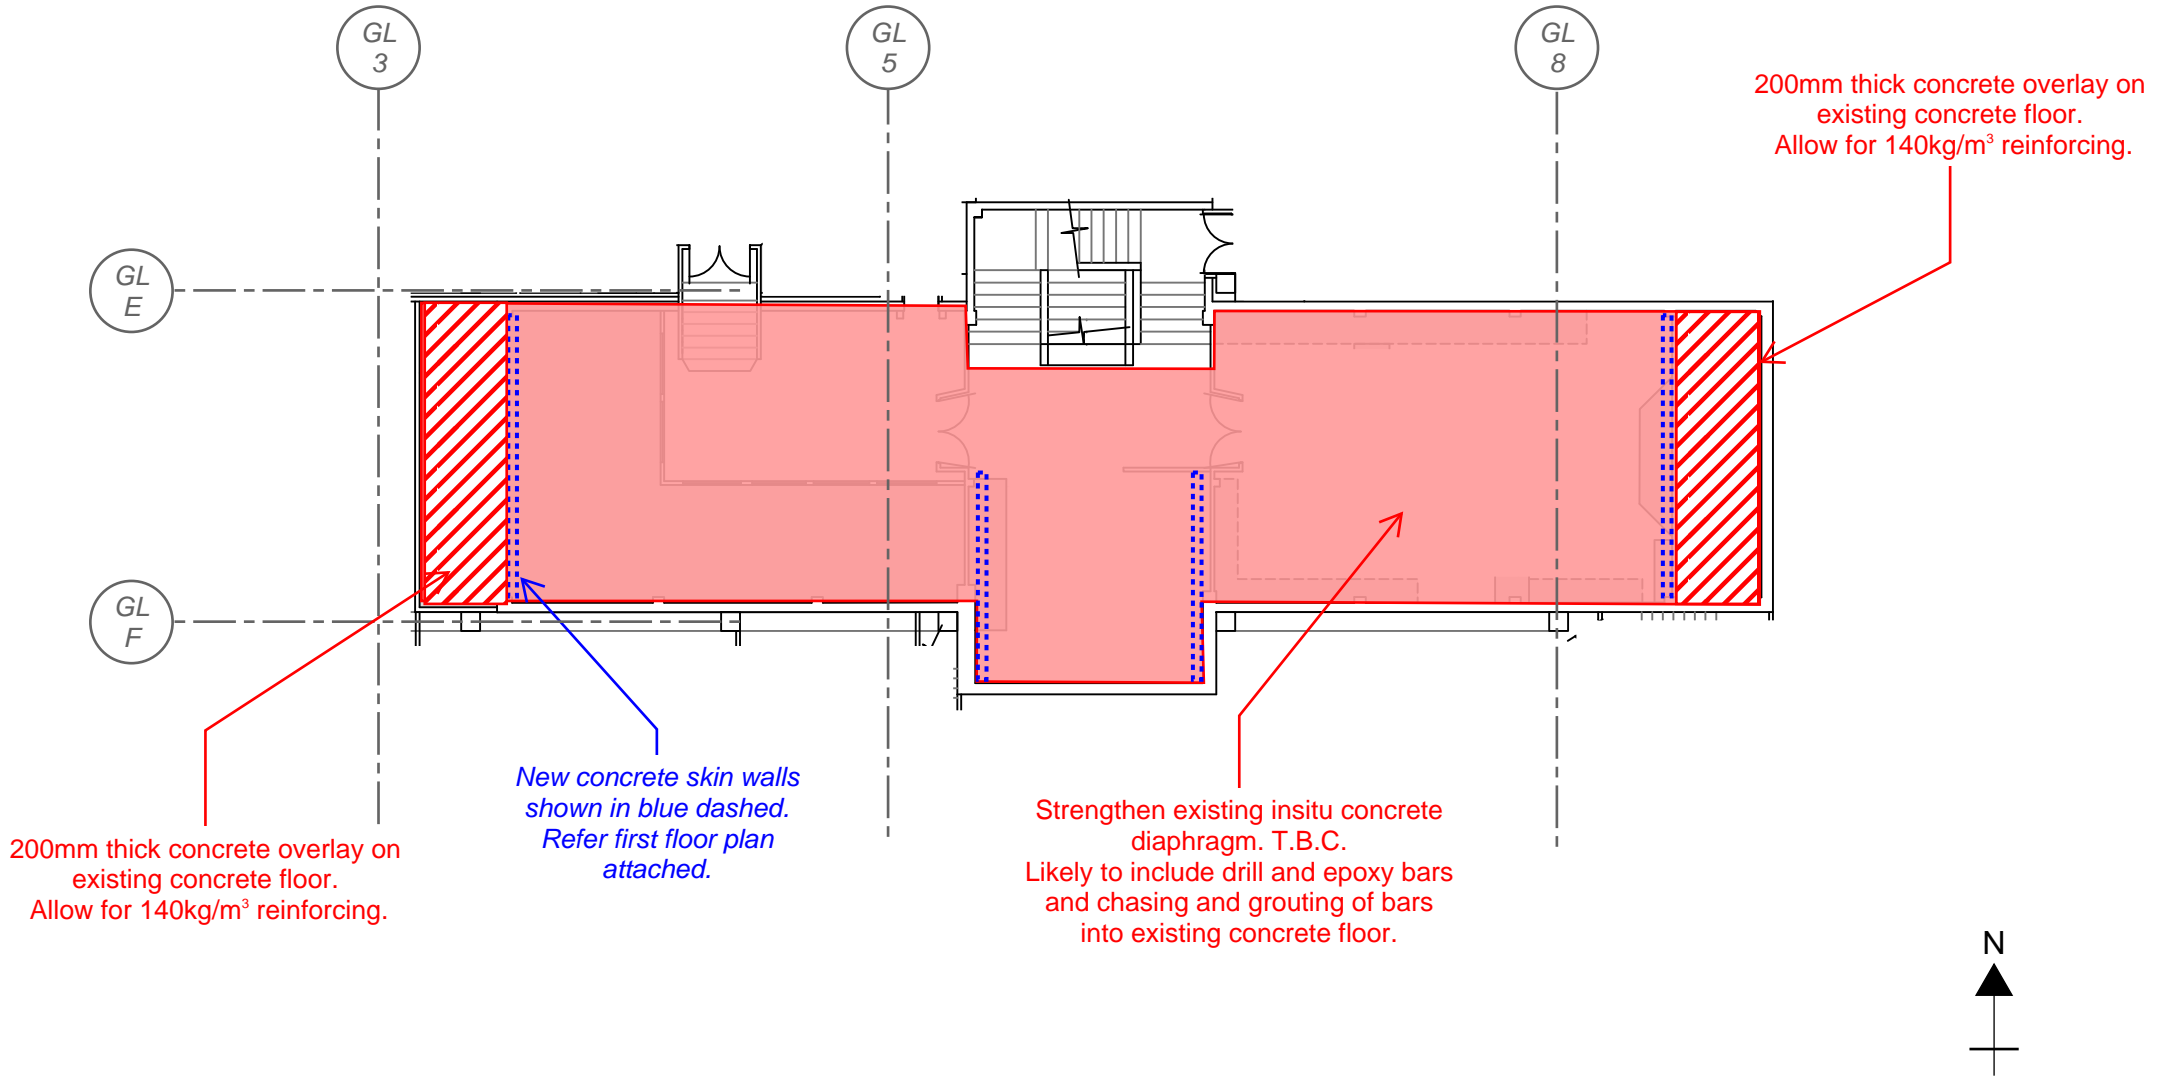 GL
3
GL
5
GL
8
200mm thick concrete overlay on
existing concrete floor.
Allow for 140kg/m³ reinforcing.
GL
E
GL
F
New concrete skin walls
shown in blue dashed.
Refer first floor plan
attached.
Strengthen existing insitu concrete
diaphragm. T.B.C.
Likely to include drill and epoxy bars
and chasing and grouting of bars
into existing concrete floor.
200mm thick concrete overlay on
existing concrete floor.
Allow for 140kg/m³ reinforcing.
N